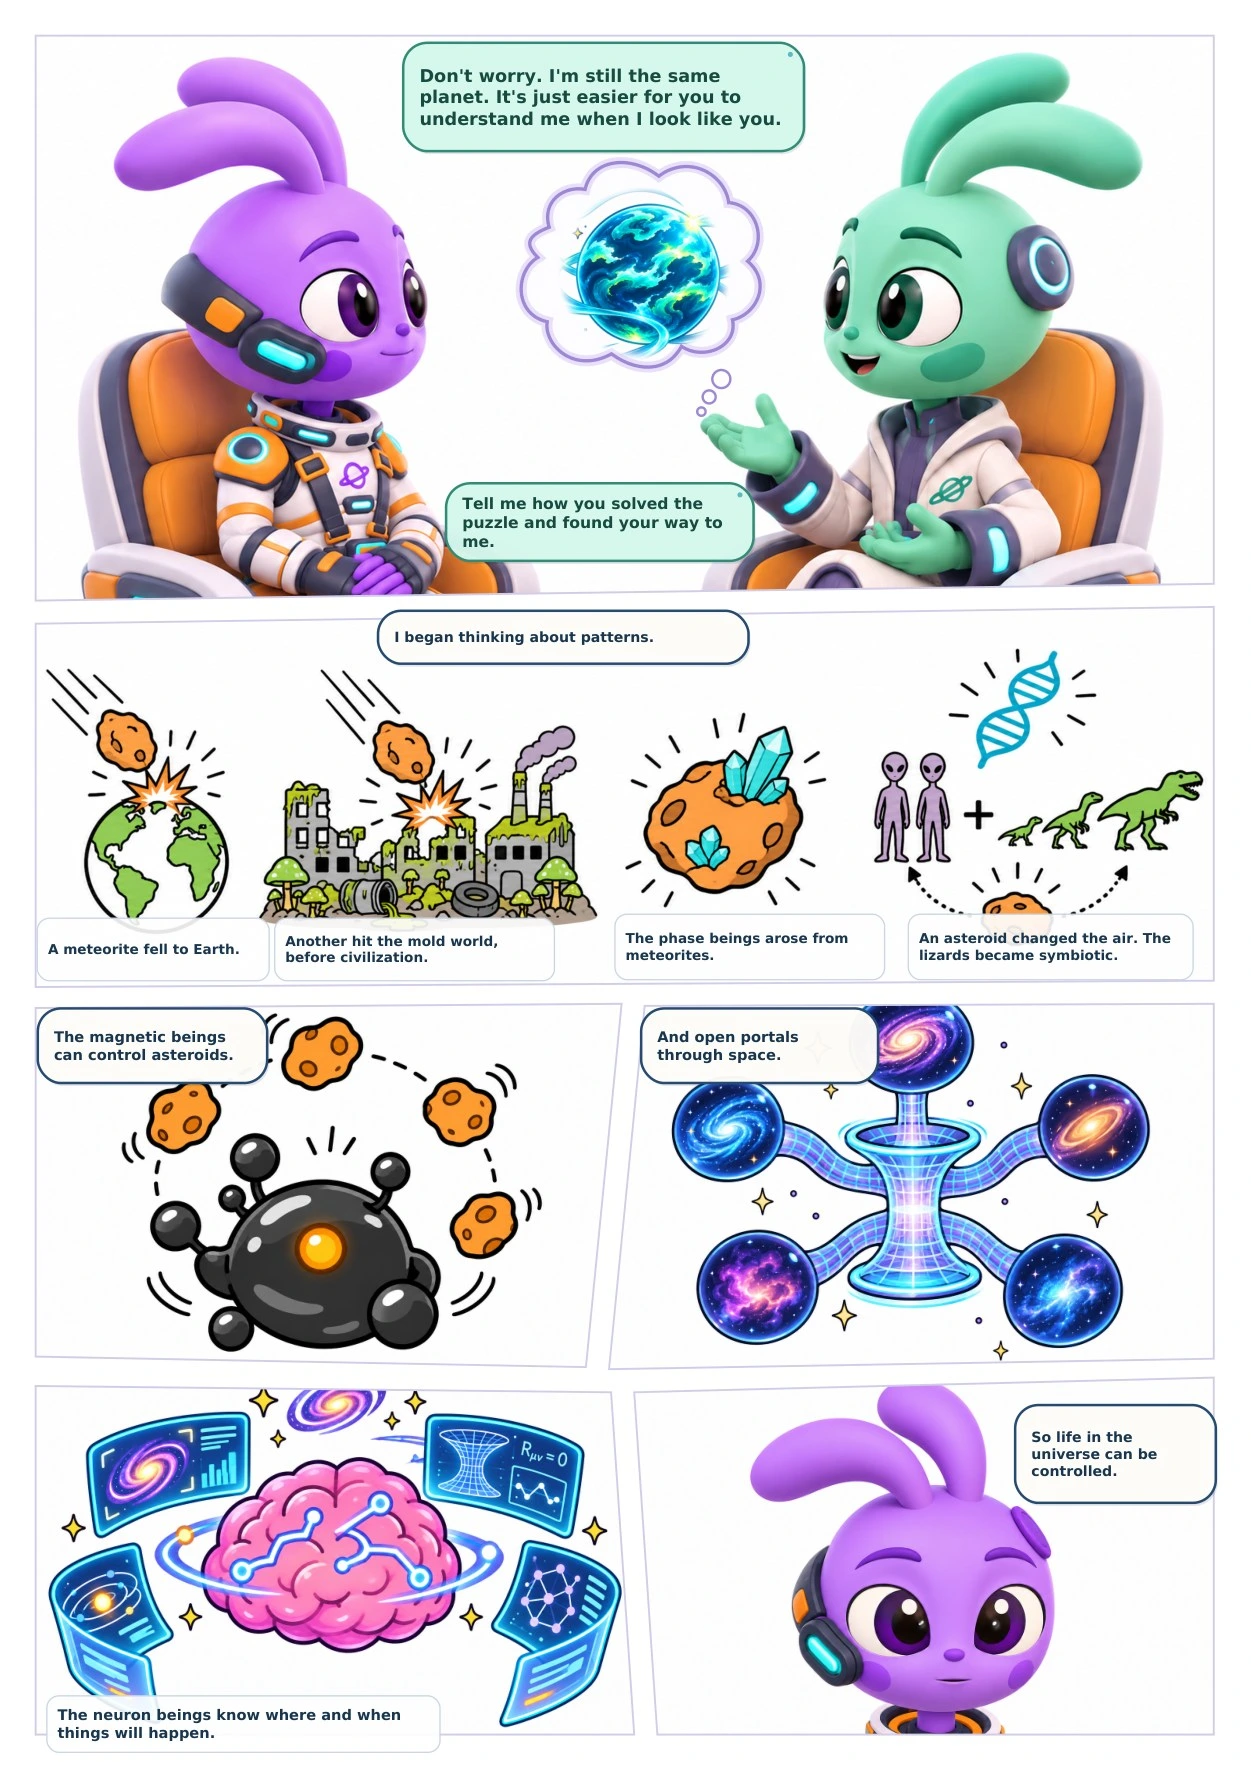 Don't worry. I'm still the same
planet. It's just easier for you to
understand me when I look like you.
Tell me how you solved the
puzzle and found your way to
me.
I began thinking about patterns.
A meteorite fell to Earth.
Another hit the mold world,
before civilization.
The phase beings arose from
meteorites.
An asteroid changed the air. The
lizards became symbiotic.
The magnetic beings
can control asteroids.
And open portals
through space.
Rμν = 0
The neuron beings know where and when
things will happen.
So life in the
universe can be
controlled.